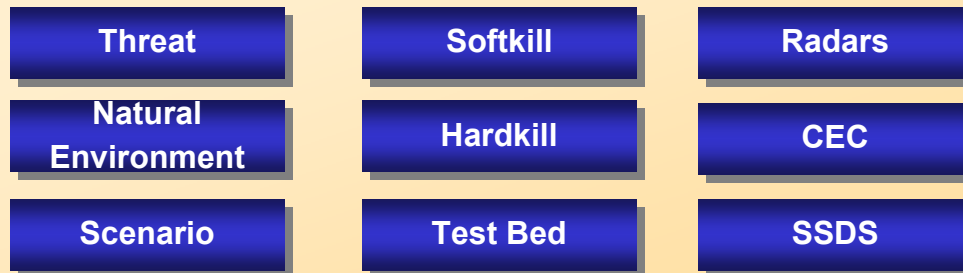 Threat
Softkill
Radars
Natural
Environment
Hardkill
CEC
Scenario
Test Bed
SSDS